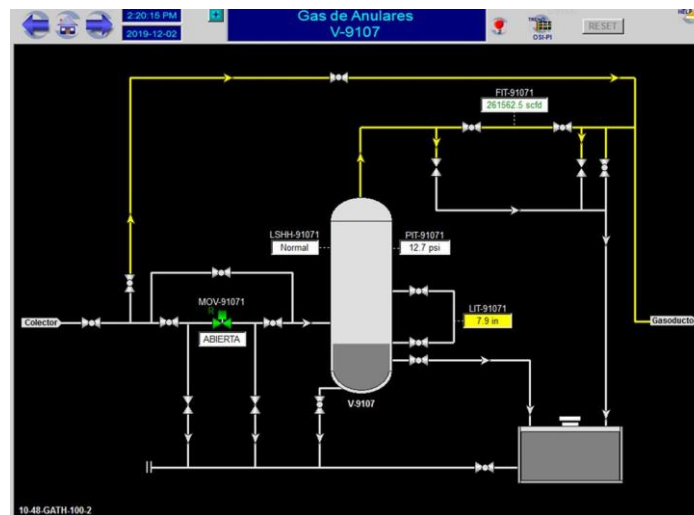 2:20:15 PM
2019-12-02
Gas de Anulares
V-9107
TREND
OSI-PI
RESET
HELP
FIT-91071
261562.5 scfd
LSHH-91071
Normal
PIT-91071
12.7 psi
MOV-91071
R
ABIERTA
LIT-91071
7.9 in
Colector
Gasoducto
V-9107
10-48-GATH-100-2